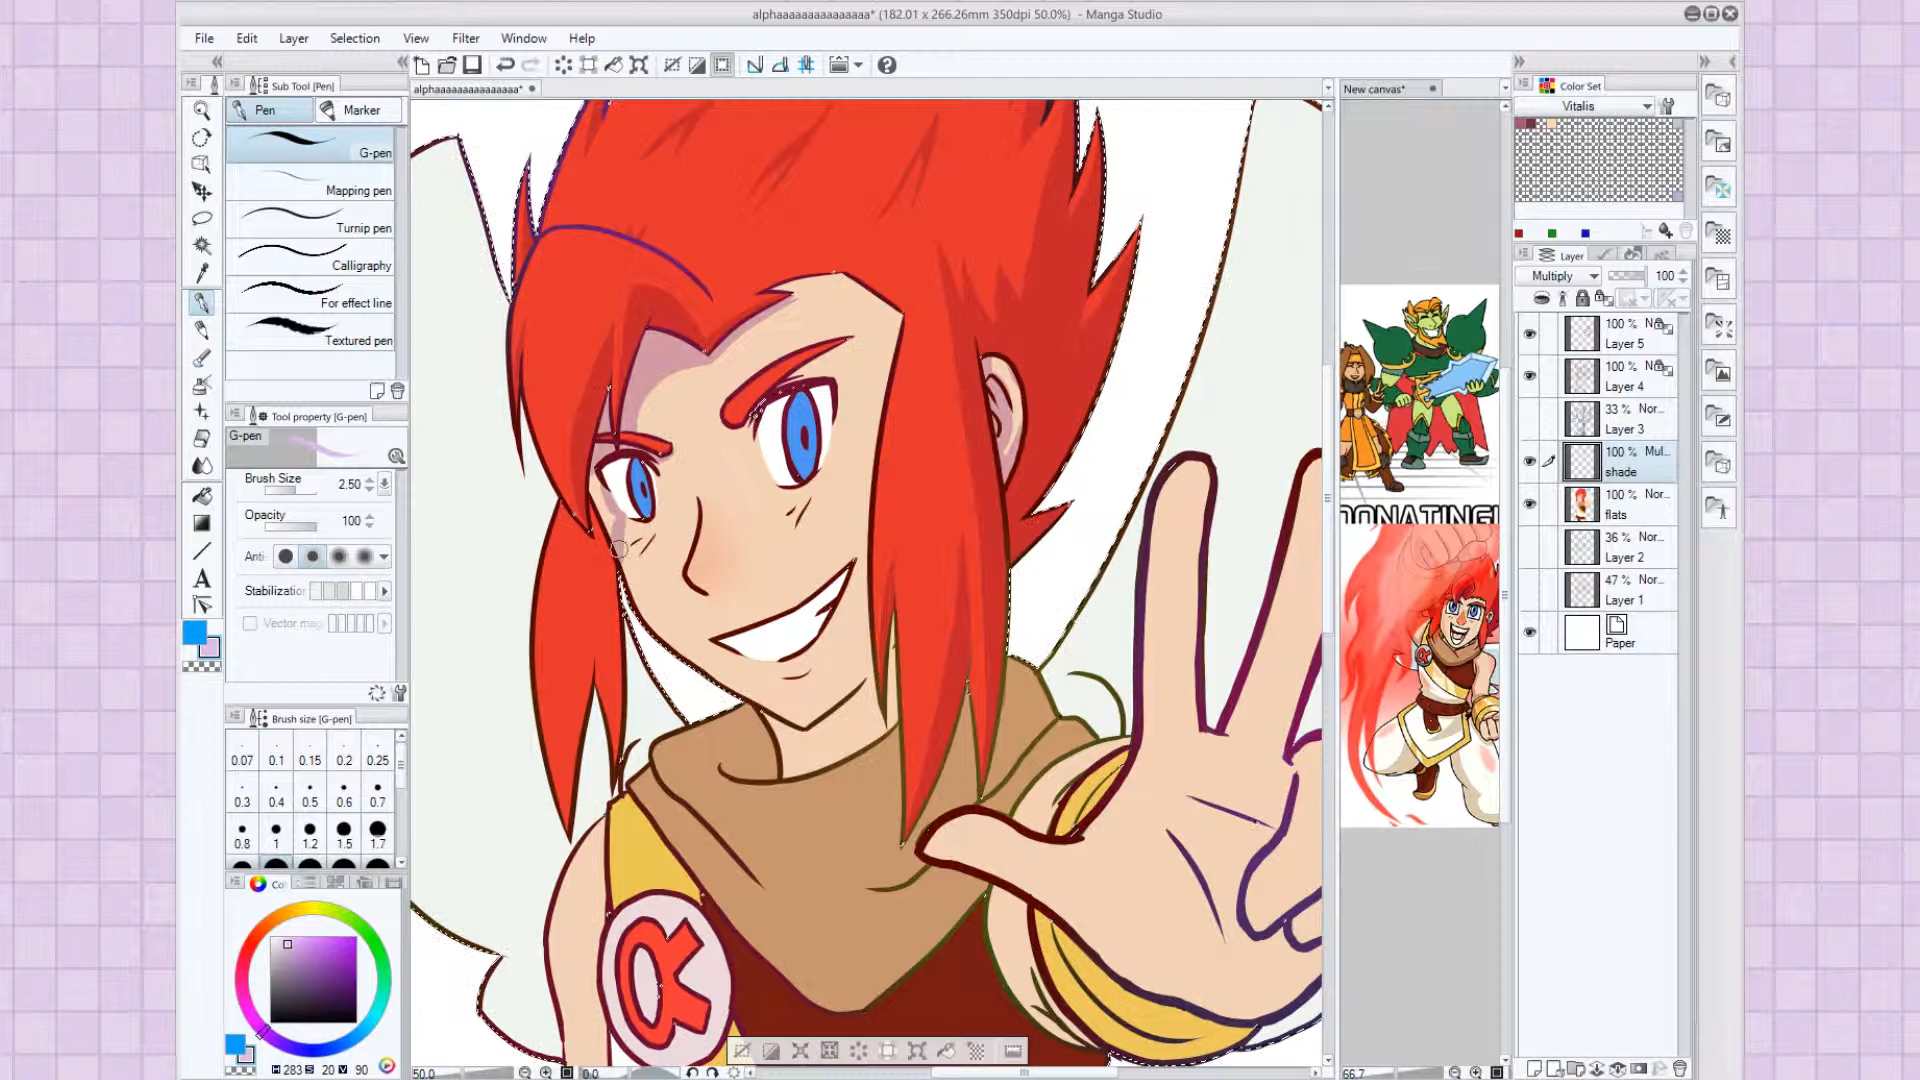 alphaaaaaaaaaaaaaaaa* (182.01 x 266.26mm 350dpi 50.0%) - Manga Studio
File Edit Layer Selection View Filter Window Help
Sub Tool [Pen]
alphaaaaaaaaaaaaaaaa*
New canvas*
Color Set
Pen
Marker
Vitalis
G-pen
Mapping pen
Turnip pen
Calligraphy
For effect line
Textured pen
Layer
Multiply
100
100 %
Layer 5
100 %
Layer 4
33 % Nor...
Layer 3
100 % Mul...
shade
100 % Nor...
flats
36 % Nor...
Layer 2
47 % Nor...
Layer 1
Paper
Tool property [G-pen]
G-pen
Brush Size 2.50
Opacity 100
Anti
Stabilization
Vector mag
Brush size [G-pen]
0.07 0.1 0.15 0.2 0.25
0.3 0.4 0.5 0.6 0.7
0.8 1 1.2 1.5 1.7
Co
H 283 S 20 V 90
50.0
0.0
66.7
A